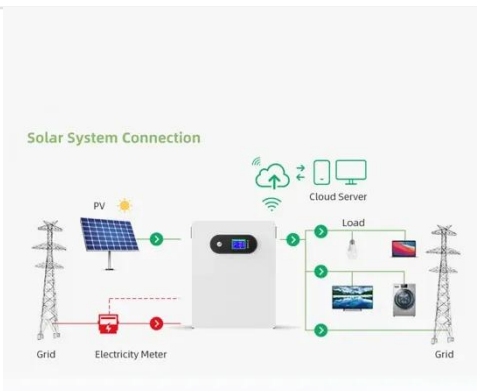 Solar System Connection
Cloud Server
PV
Load
Grid
Electricity Meter
Grid